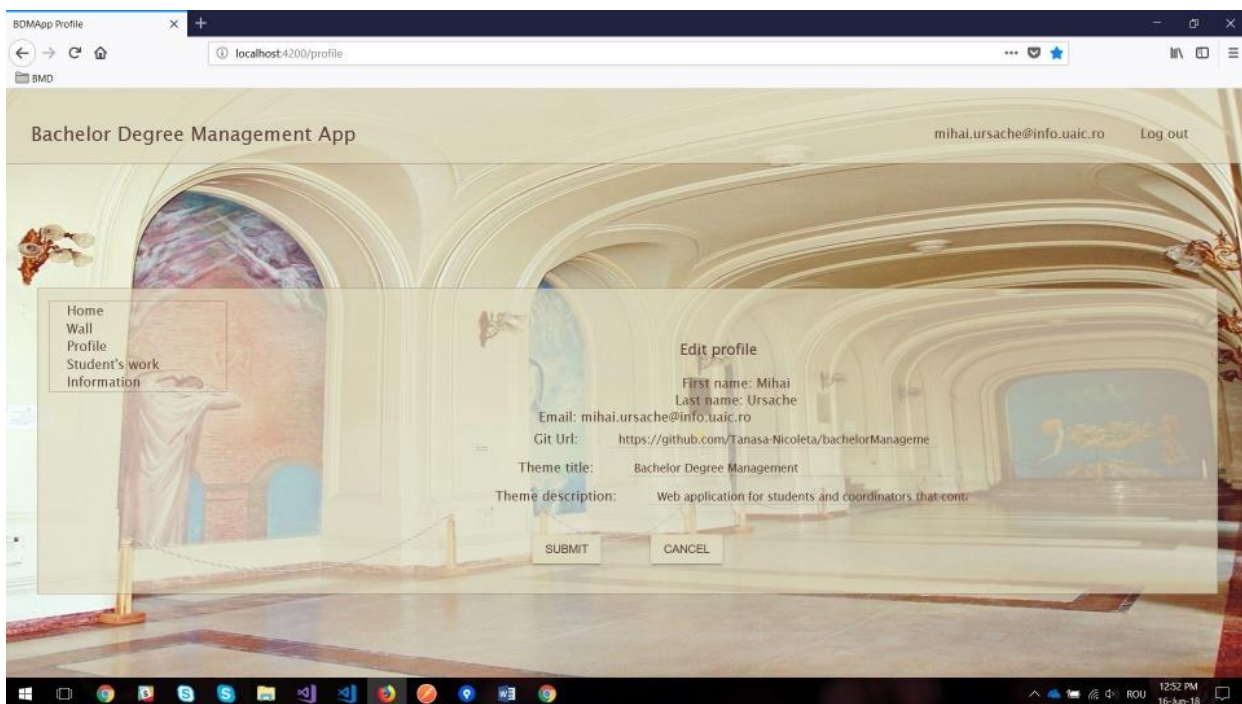 BDMApp Profile
localhost:4200/profile
BMD
Bachelor Degree Management App
mihai.ursache@info.uaic.ro
Log out
Home
Wall
Profile
Student's work
Information
Edit profile
First name: Mihai
Last name: Ursache
Email: mihai.ursache@info.uaic.ro
Git Url: https://github.com/Tanasa-Nicoleta/bachelorManageme
Theme title: Bachelor Degree Management
Theme description: Web application for students and coordinators that cont
SUBMIT CANCEL
ROU
12:52 PM
16-Jun-18